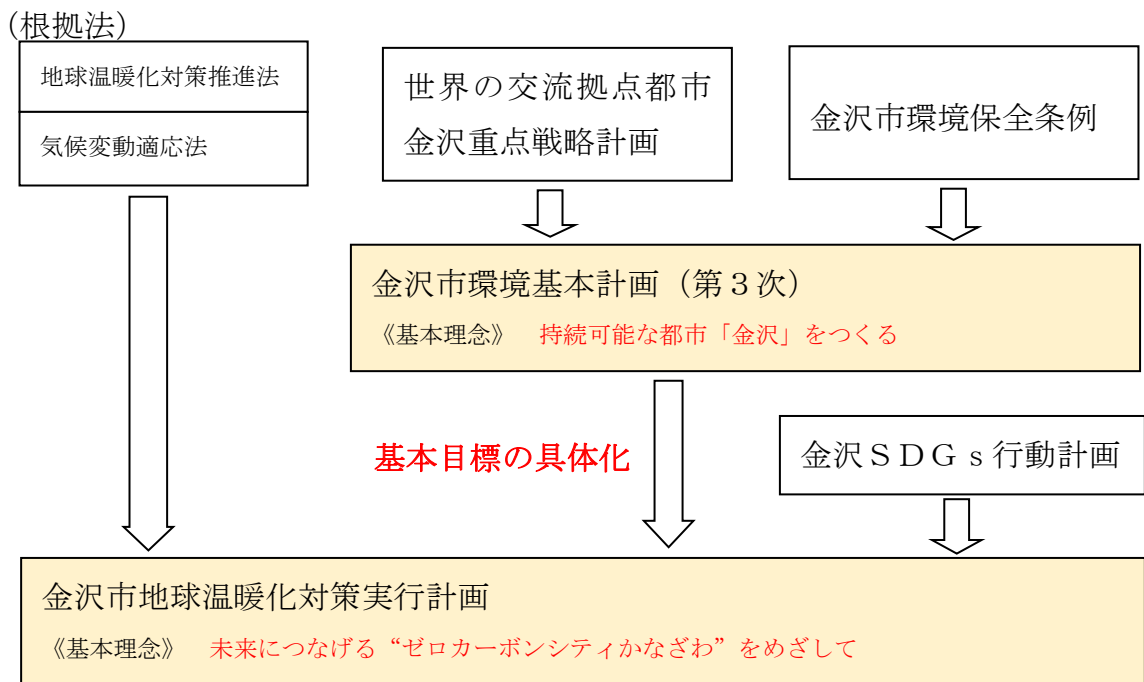 (根拠法)
地球温暖化対策推進法
気候変動適応法
世界の交流拠点都市
金沢重点戦略計画
金沢市環境保全条例
金沢市環境基本計画（第３次）
《基本理念》　持続可能な都市「金沢」をつくる
基本目標の具体化
金沢ＳＤＧｓ行動計画
金沢市地球温暖化対策実行計画
《基本理念》　未来につなげる“ゼロカーボンシティかなざわ”をめざして